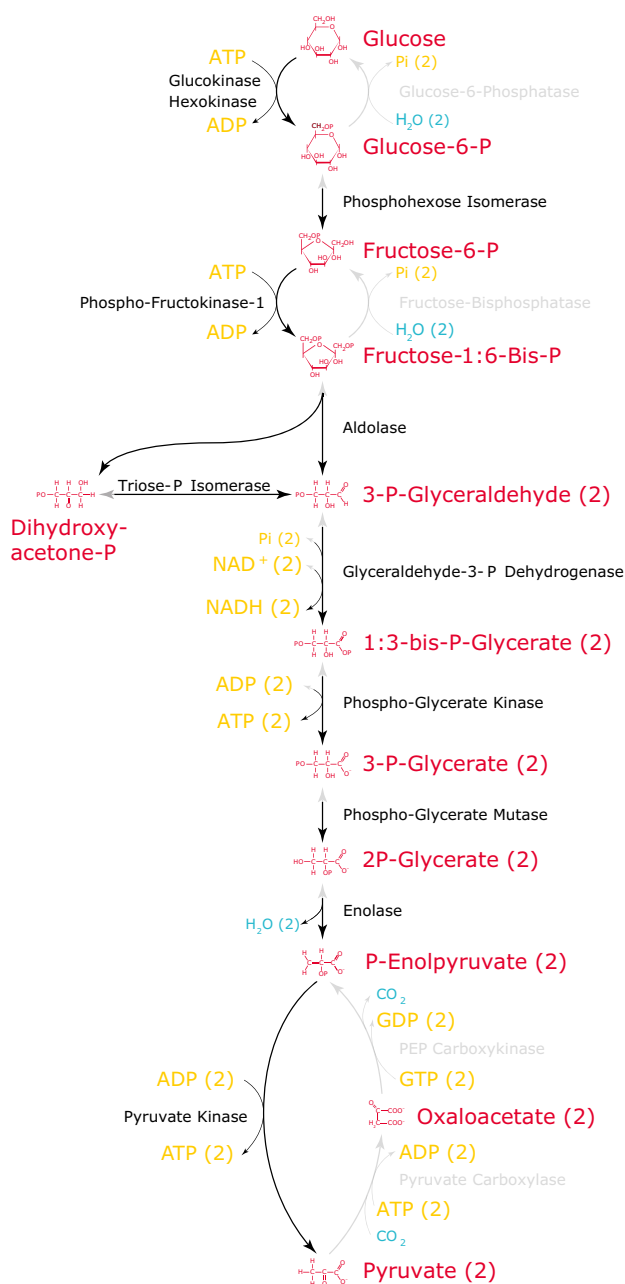 Glucose
ATP
Pi (2)
Glucokinase
Hexokinase
Glucose-6-Phosphatase
ADP
H2O (2)
Glucose-6-P
Phosphohexose Isomerase
Fructose-6-P
ATP
Pi (2)
Phospho-Fructokinase-1
Fructose-Bisphosphatase
ADP
H2O (2)
Fructose-1:6-Bis-P
Aldolase
Triose-P Isomerase
3-P-Glyceraldehyde (2)
Dihydroxy-
acetone-P
Pi (2)
NAD+ (2)
Glyceraldehyde-3-P Dehydrogenase
NADH (2)
1:3-bis-P-Glycerate (2)
ADP (2)
Phospho-Glycerate Kinase
ATP (2)
3-P-Glycerate (2)
Phospho-Glycerate Mutase
2P-Glycerate (2)
Enolase
H2O (2)
P-Enolpyruvate (2)
CO2
GDP (2)
PEP Carboxykinase
ADP (2)
GTP (2)
Pyruvate Kinase
Oxaloacetate (2)
ATP (2)
ADP (2)
Pyruvate Carboxylase
ATP (2)
CO2
Pyruvate (2)